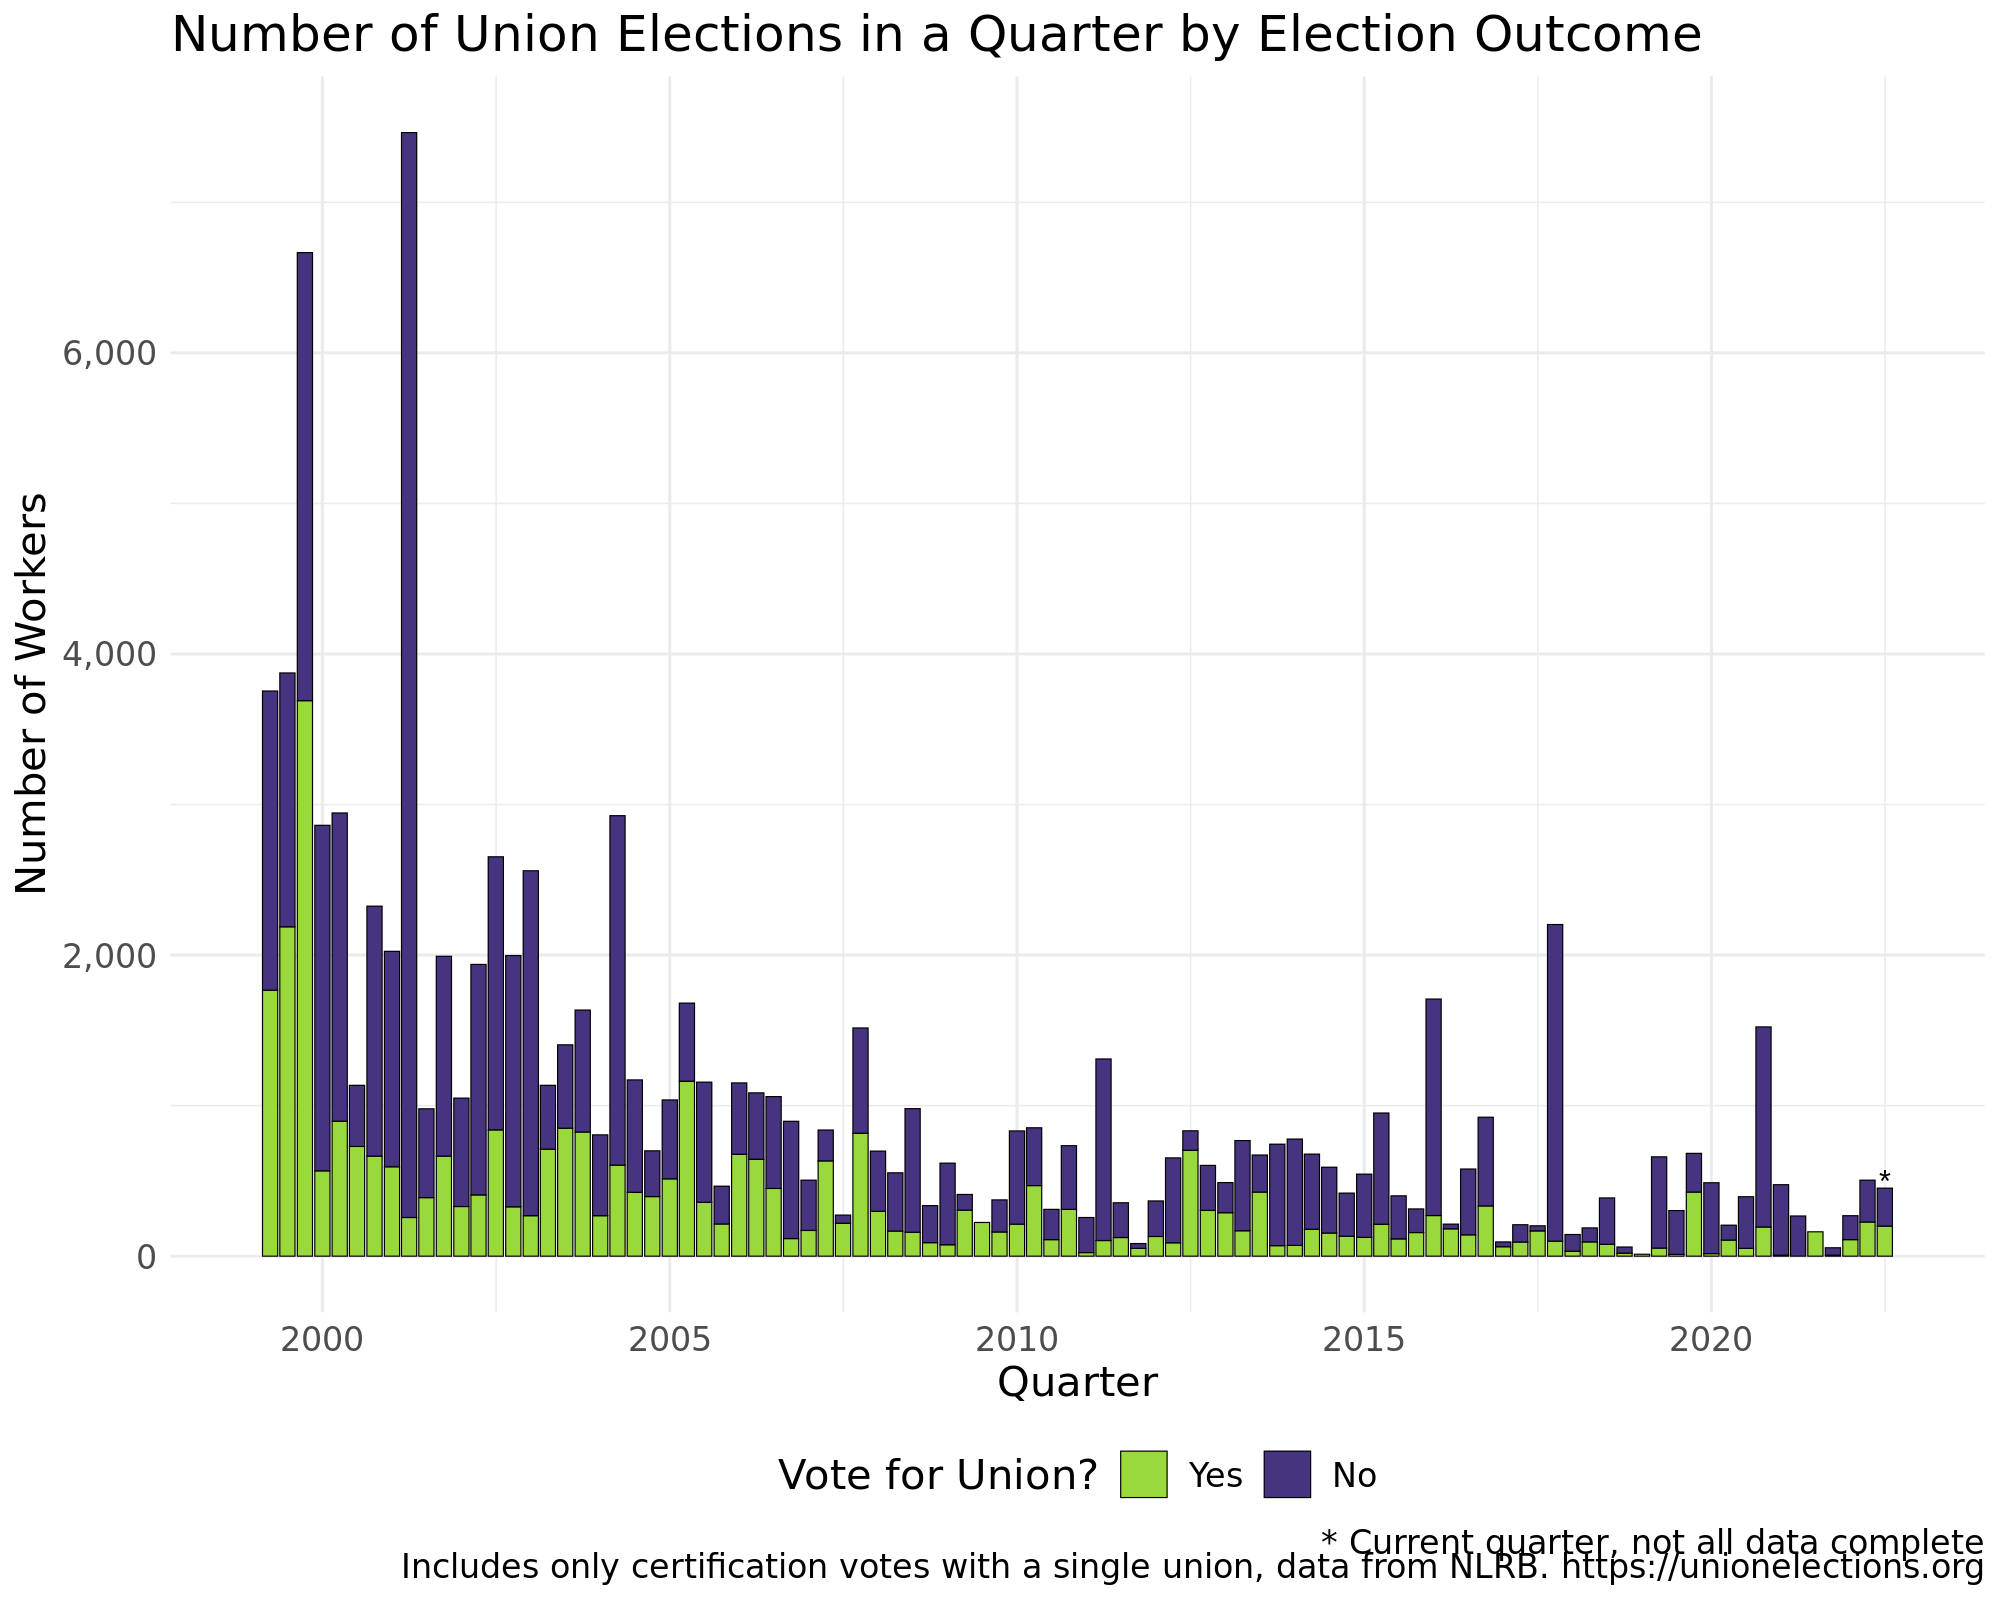 Number of Union Elections in a Quarter by Election Outcome
Number of Workers
6,000
4,000
2,000
0
*
2000 2005 2010 2015 2020
Quarter
Vote for Union? Yes No
* Current quarter, not all data complete
Includes only certification votes with a single union, data from NLRB. https://unionelections.org